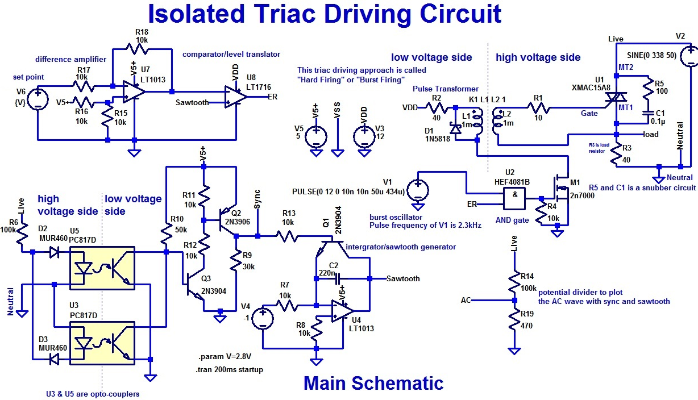 Isolated Triac Driving Circuit
R18
10k
difference amplifier
comparator/level translator
low voltage side
high voltage side
Live
V2
SINE(0 338 50)
set point
R17
10k
V5+
U7
LT1013
VDD
U8
LT1716
ER
This triac driving approach is called
"Hard Firing" or "Burst Firing"
MT2
V6
{V}
V5+
R16
10k
R15
10k
Sawtooth
Pulse Transformer
VDD
R2
40
K1 L1 L2 1
L1
1m
L2
1m
R1
10
U1
XMAC15A8
MT1
Gate
R5
100
C1
0.1µ
D1
1N5818
load
R3 is load
resistor
R3
40
Neutral
Neutral
V5+
VSS
VDD
V5
5
V3
12
V1
PULSE(0 12 0 10n 10n 50u 434u)
U2
HEF4081B
M1
2n7000
R5 and C1 is a snubber circuit
ER
AND gate
R4
10k
burst oscillator
Pulse frequency of V1 is 2.3kHz
V5+
Live
high
voltage side
low voltage
side
R6
100k
D2
MUR460
U5
PC817D
R10
50k
R11
10k
Q2
2N3906
Sync
R13
10k
Q1
2N3904
R12
10k
R9
30k
intergrator/sawtooth generator
Q3
2N3904
C2
220n
Sawtooth
V5+
Neutral
U3
PC817D
D3
MUR460
V4
.1
R7
10k
R8
10k
U4
LT1013
Live
R14
100k
AC
R19
470
potential divider to plot
the AC wave with sync and sawtooth
.param V=2.8V
.tran 200ms startup
Main Schematic
U3 & U5 are opto-couplers